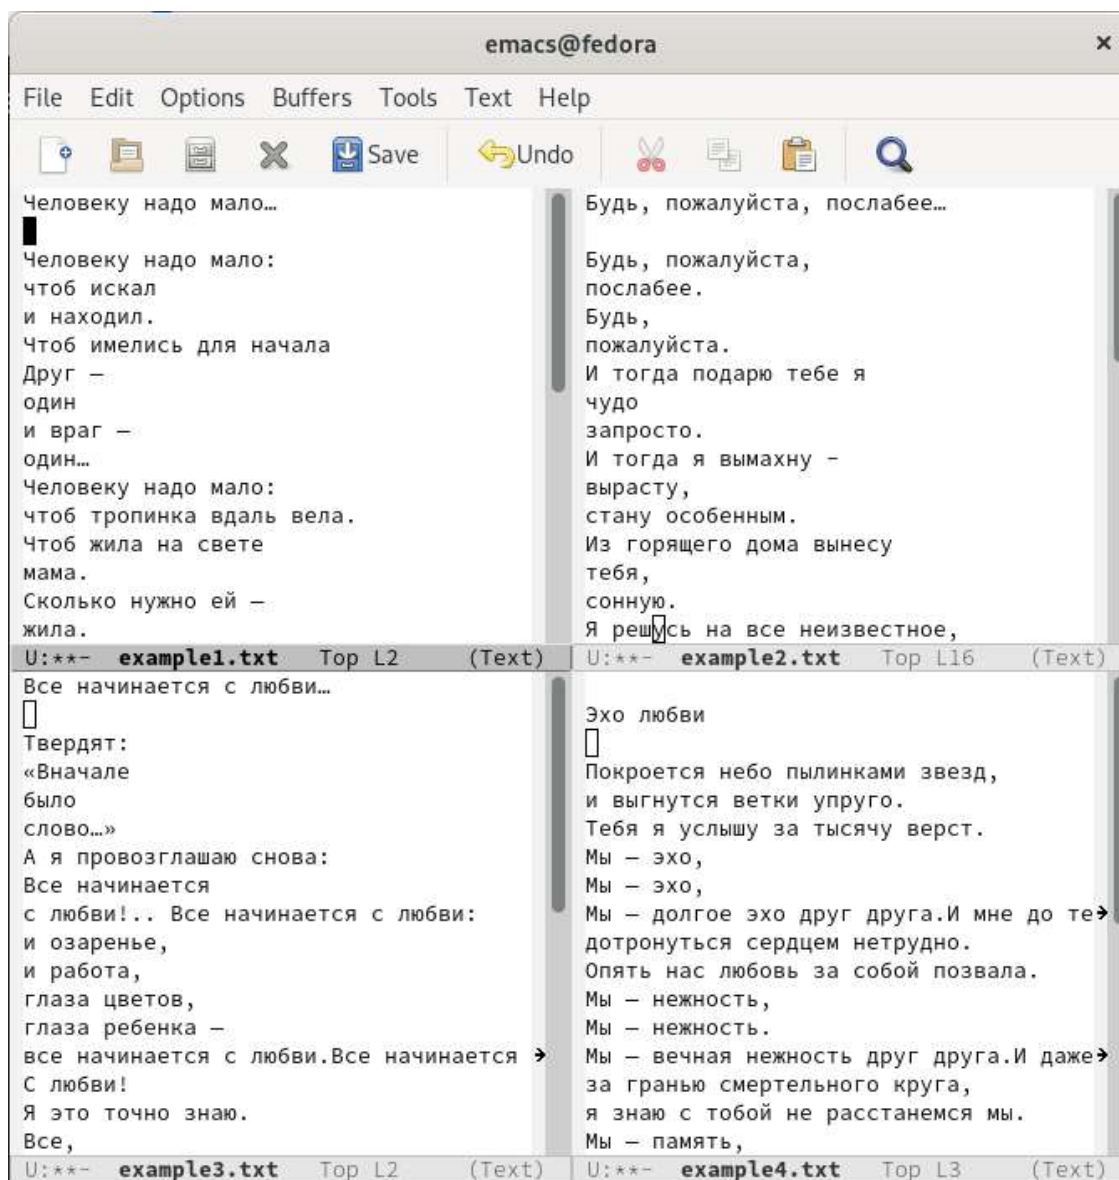 emacs@fedora ×
File Edit Options Buffers Tools Text Help
Save Undo
Человеку надо мало…
Человеку надо мало:
чтоб искал
и находил.
Чтоб имелись для начала
Друг —
один
и враг —
один…
Человеку надо мало:
чтоб тропинка вдаль вела.
Чтоб жила на свете
мама.
Сколько нужно ей —
жила.
U:**- example1.txt Top L2 (Text)
Будь, пожалуйста, послабее…
Будь, пожалуйста,
послабее.
Будь,
пожалуйста.
И тогда подарю тебе я
чудо
запросто.
И тогда я вымахну –
вырасту,
стану особенным.
Из горящего дома вынесу
тебя,
сонную.
Я решусь на все неизвестное,
U:**- example2.txt Top L16 (Text)
Все начинается с любви…
Твердят:
«Вначале
было
слово…»
А я провозглашаю снова:
Все начинается
с любви!.. Все начинается с любви:
и озаренье,
и работа,
глаза цветов,
глаза ребенка —
все начинается с любви.Все начинается
С любви!
Я это точно знаю.
Все,
U:**- example3.txt Top L2 (Text)
Эхо любви
Покроется небо пылинками звезд,
и выгнутся ветки упруго.
Тебя я услышу за тысячу верст.
Мы — эхо,
Мы — эхо,
Мы — долгое эхо друг друга.И мне до те
дотронуться сердцем нетрудно.
Опять нас любовь за собой позвала.
Мы — нежность,
Мы — нежность.
Мы — вечная нежность друг друга.И даже
за гранью смертельного круга,
я знаю с тобой не расстанемся мы.
Мы — память,
U:**- example4.txt Top L3 (Text)